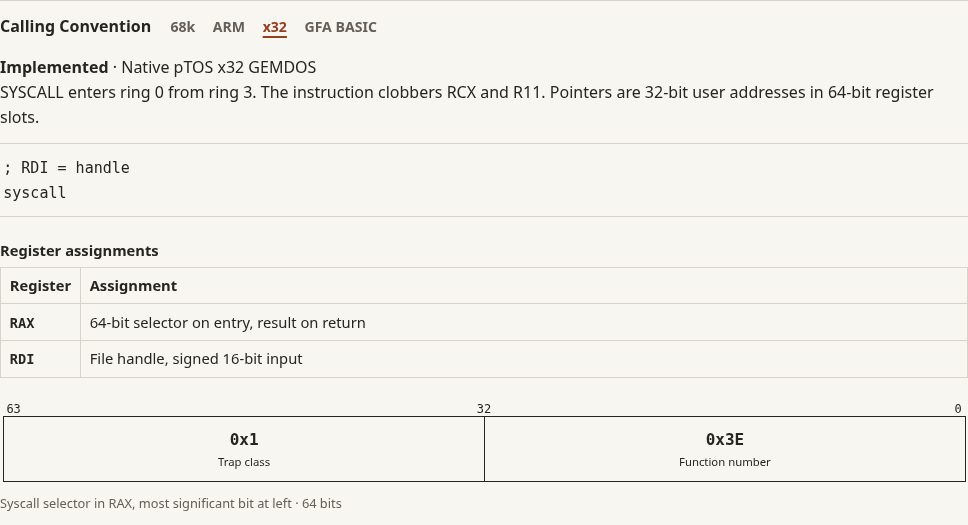 Calling Convention 68k ARM x32 GFA BASIC
Implemented · Native pTOS x32 GEMDOS
SYSCALL enters ring 0 from ring 3. The instruction clobbers RCX and R11. Pointers are 32-bit user addresses in 64-bit register
slots.
; RDI = handle
syscall
Register assignments
Register Assignment
RAX 64-bit selector on entry, result on return
RDI File handle, signed 16-bit input
63 32 0
0x1 0x3E
Trap class Function number
Syscall selector in RAX, most significant bit at left · 64 bits